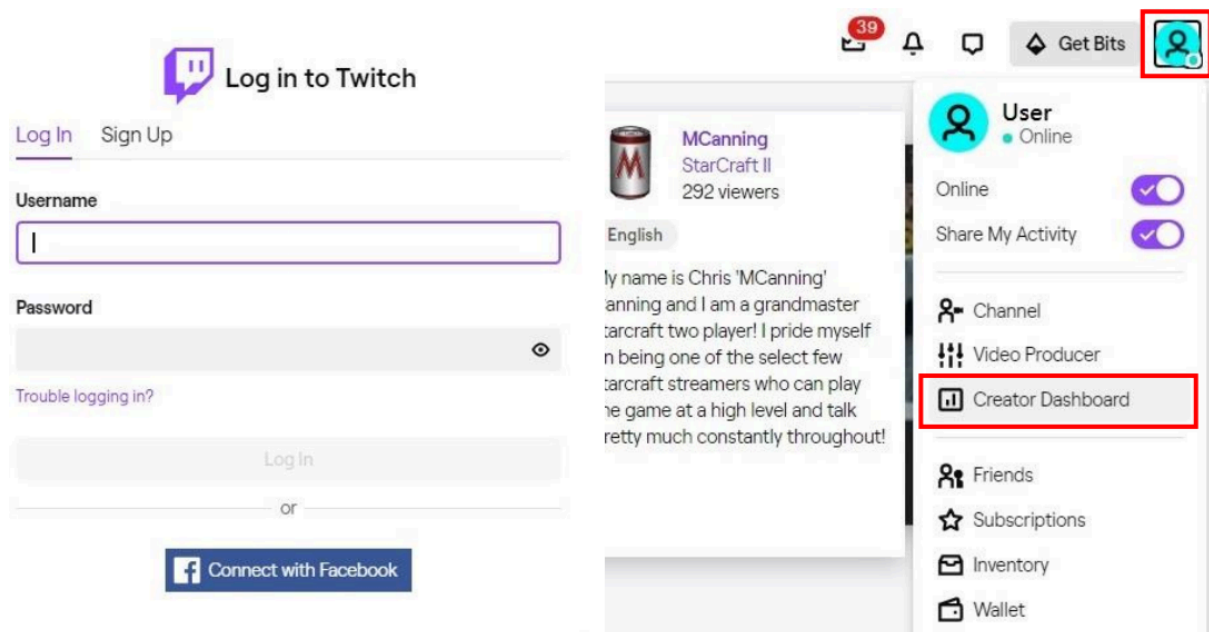 Log in to Twitch
Log In Sign Up
Username
Password
Trouble logging in?
Log In
or
Connect with Facebook
39
Get Bits
MCanning
StarCraft II
292 viewers
English
ly name is Chris 'MCanning'
anning and I am a grandmaster
tarcraft two player! I pride myself
n being one of the select few
tarcraft streamers who can play
ne game at a high level and talk
retty much constantly throughout!
User
Online
Online
Share My Activity
Channel
Video Producer
Creator Dashboard
Friends
Subscriptions
Inventory
Wallet